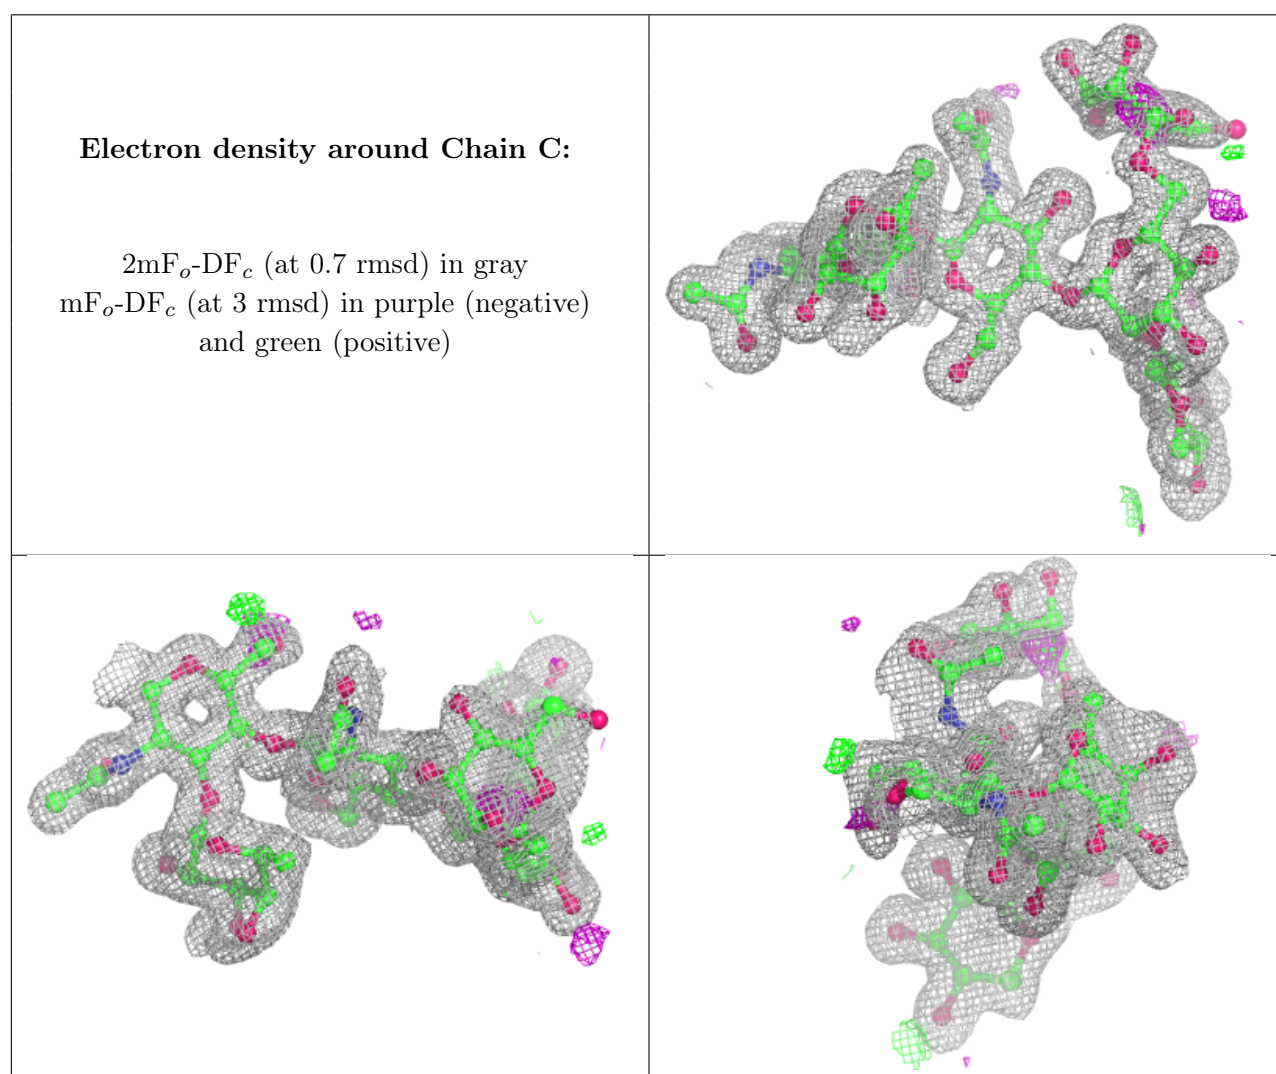 Electron density around Chain C:
2mFo-DFc (at 0.7 rmsd) in gray
mFo-DFc (at 3 rmsd) in purple (negative)
and green (positive)